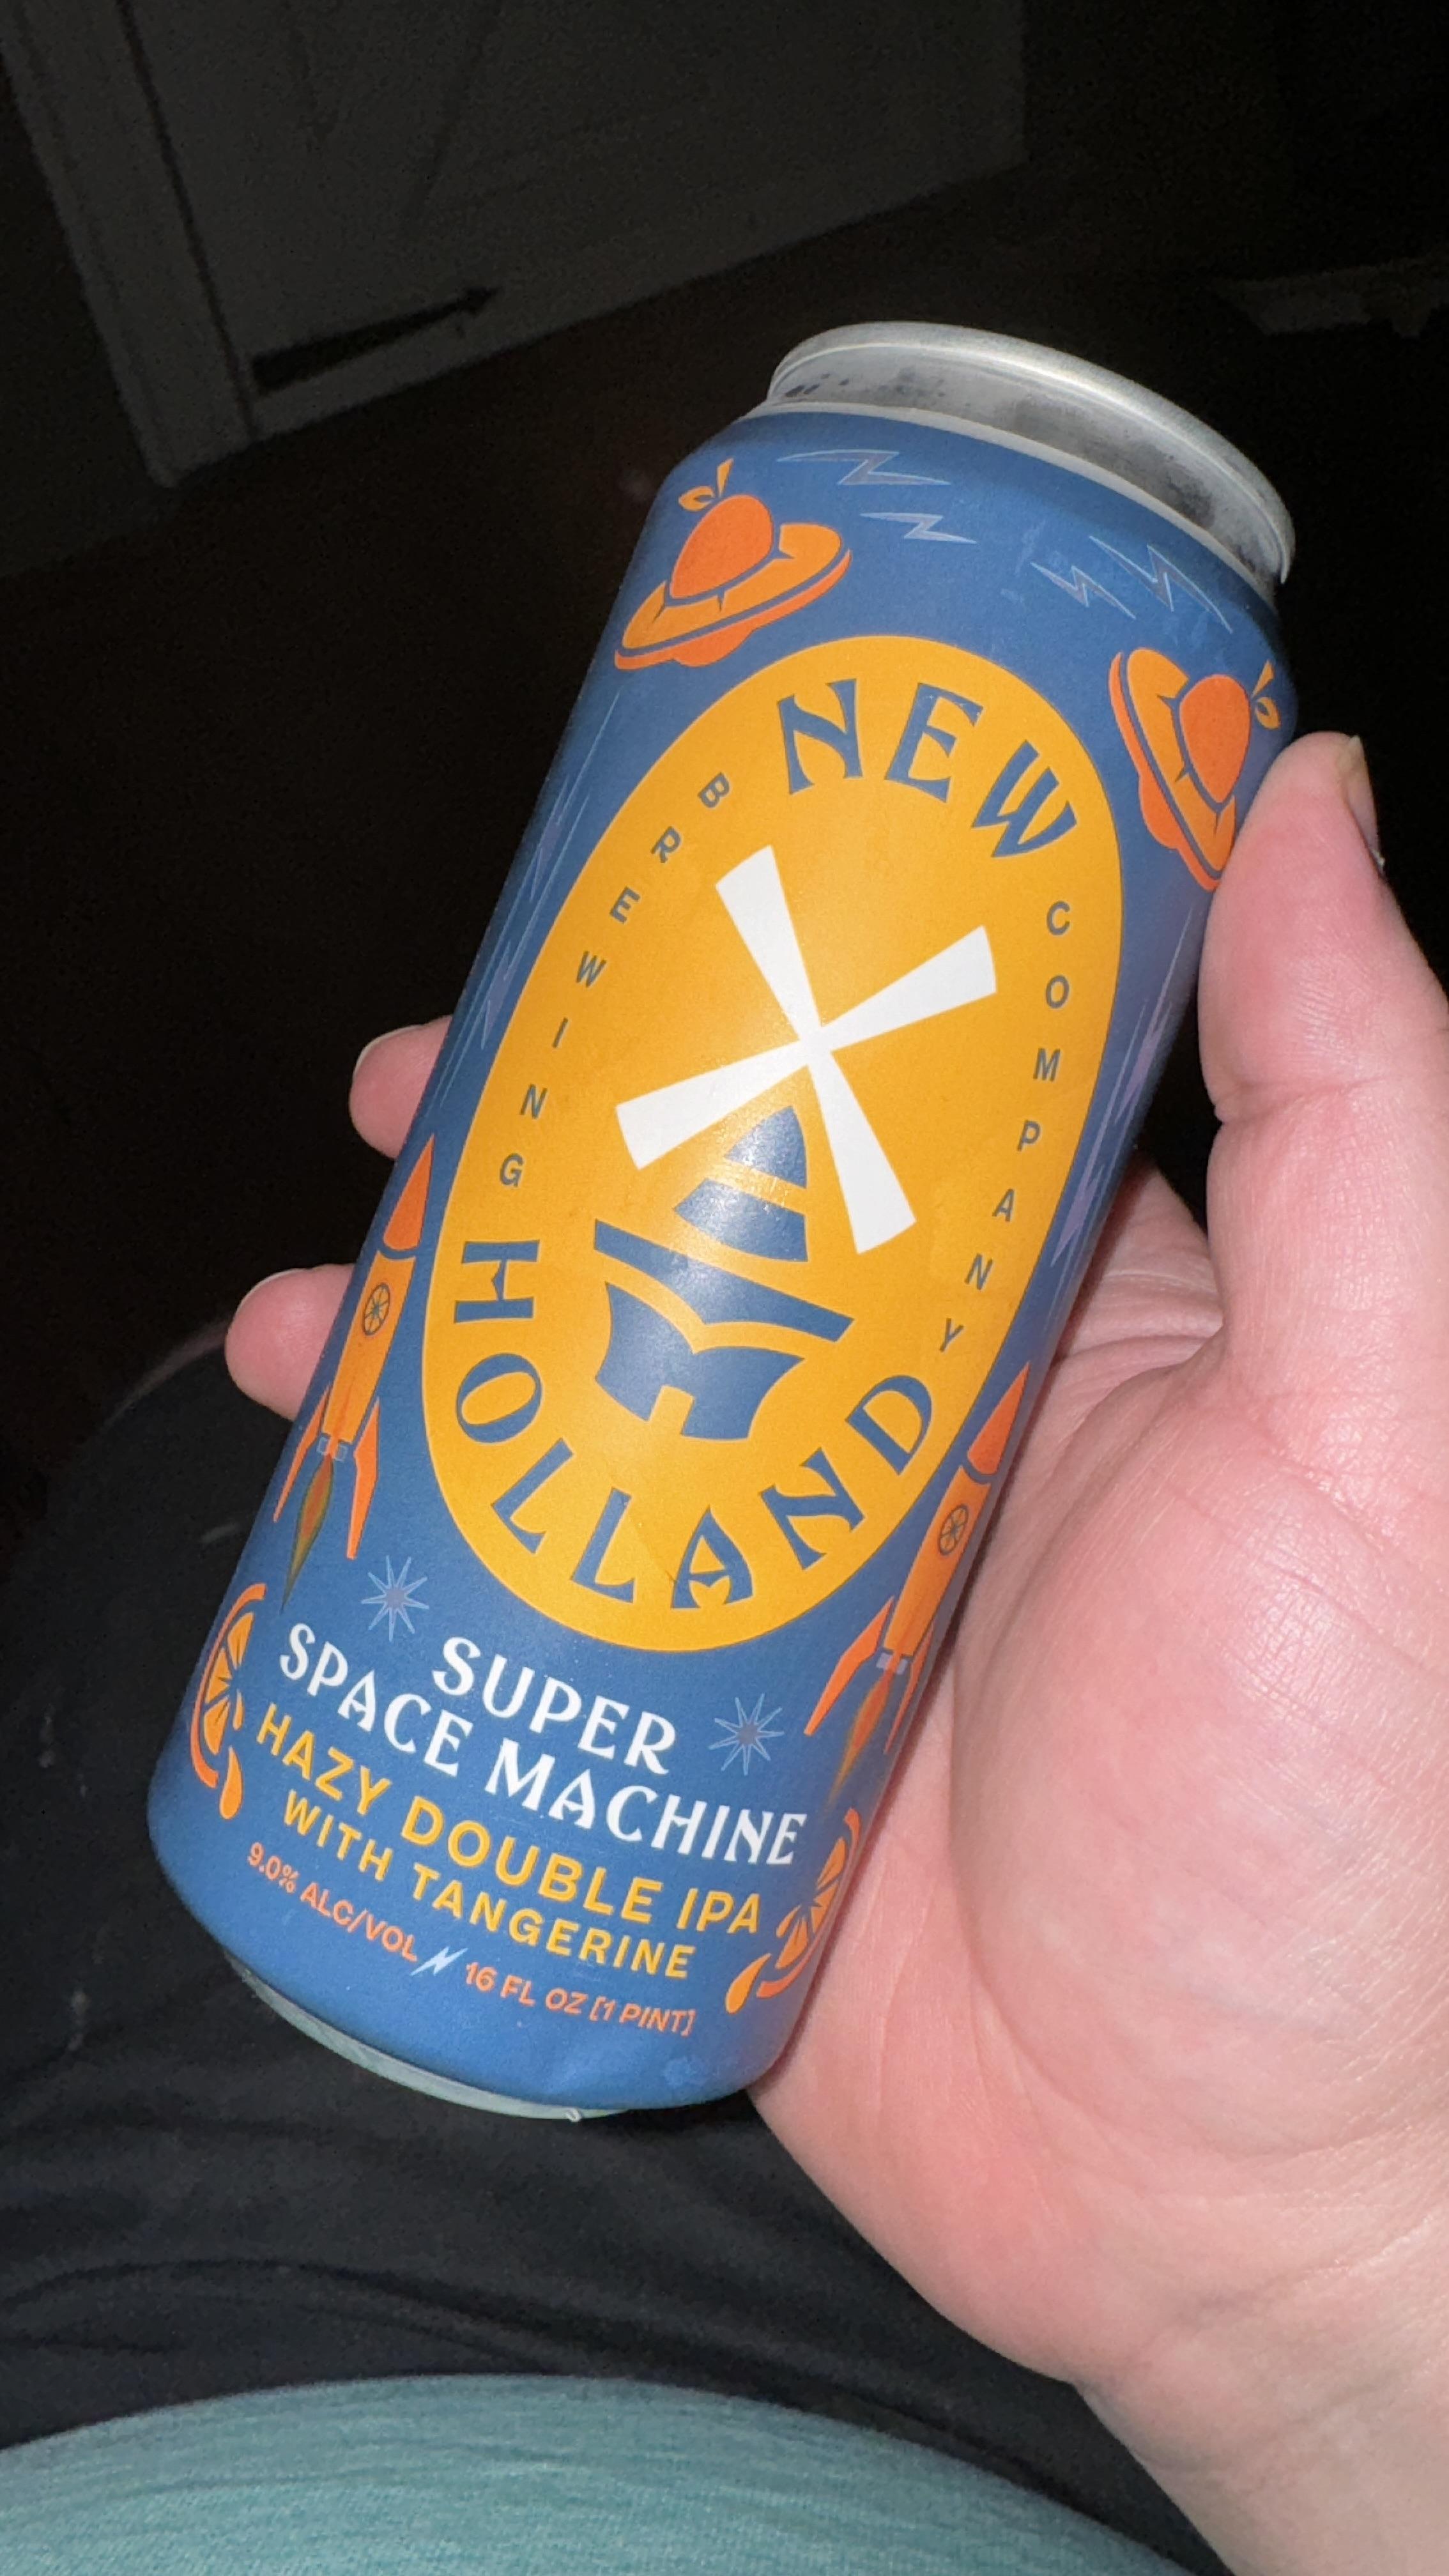 NEW
BREWING
COMPANY
HOLLAND
SUPER
SPACE MACHINE
HAZY DOUBLE IPA
WITH TANGERINE
9.0% ALC/VOL 16 FL OZ [1 PINT]